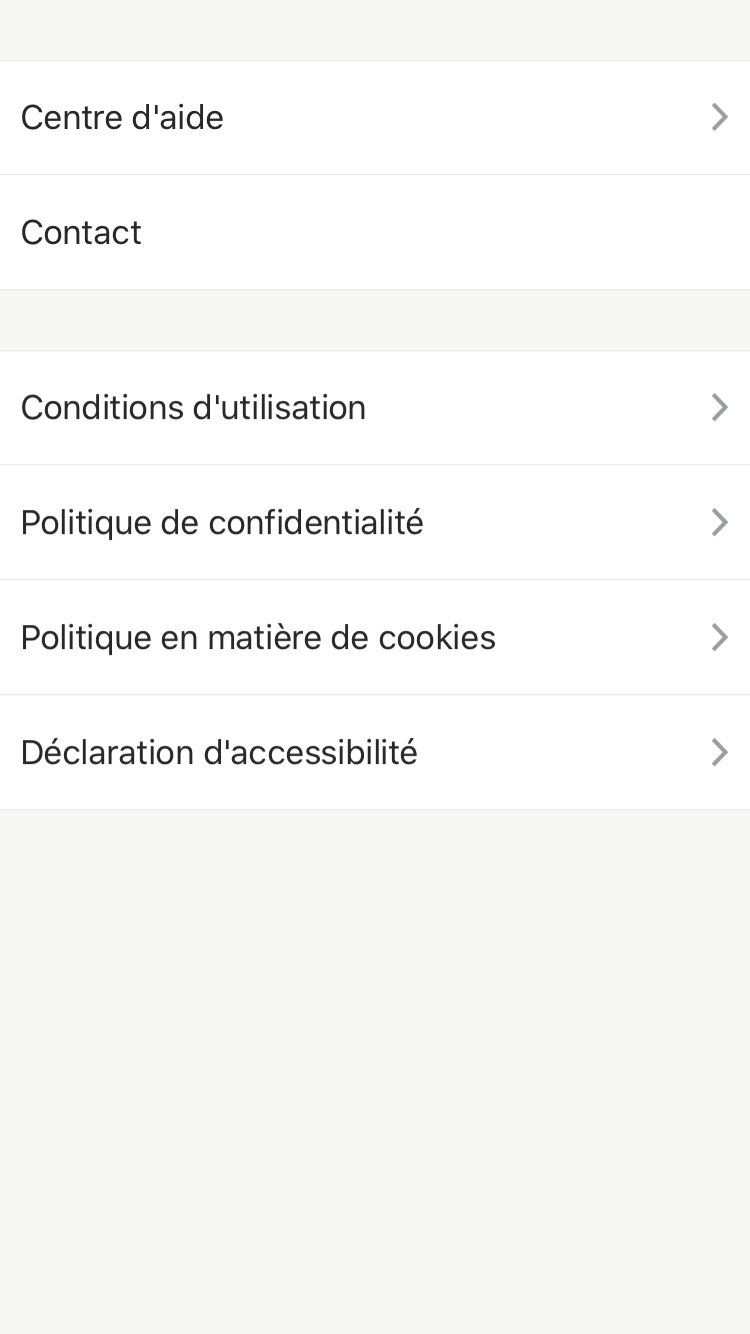 Centre d'aide
Contact
Conditions d'utilisation
Politique de confidentialité
Politique en matière de cookies
Déclaration d'accessibilité